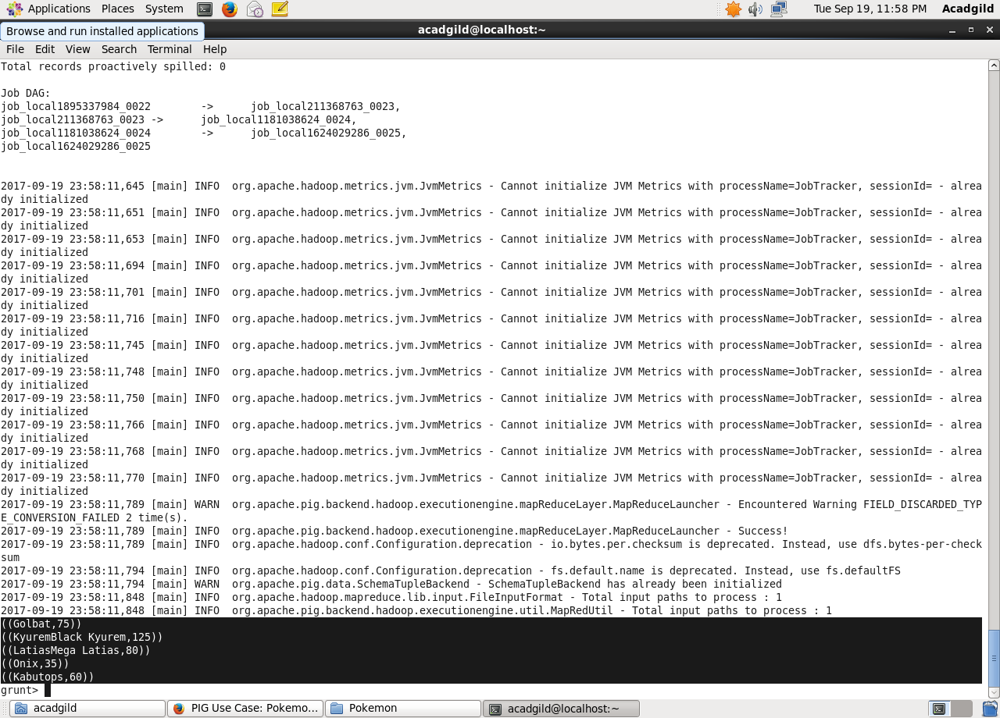 Applications Places System Tue Sep 19, 11:58 PM Acadgild
Browse and run installed applications acadgild@localhost:~
File Edit View Search Terminal Help
Total records proactively spilled: 0
Job DAG:
job_local1895337984_0022 -> job_local211368763_0023,
job_local211368763_0023 -> job_local1181038624_0024,
job_local1181038624_0024 -> job_local1624029286_0025,
job_local1624029286_0025
2017-09-19 23:58:11,645 [main] INFO org.apache.hadoop.metrics.jvm.JvmMetrics - Cannot initialize JVM Metrics with processName=JobTracker, sessionId= - alrea
dy initialized
2017-09-19 23:58:11,651 [main] INFO org.apache.hadoop.metrics.jvm.JvmMetrics - Cannot initialize JVM Metrics with processName=JobTracker, sessionId= - alrea
dy initialized
2017-09-19 23:58:11,653 [main] INFO org.apache.hadoop.metrics.jvm.JvmMetrics - Cannot initialize JVM Metrics with processName=JobTracker, sessionId= - alrea
dy initialized
2017-09-19 23:58:11,694 [main] INFO org.apache.hadoop.metrics.jvm.JvmMetrics - Cannot initialize JVM Metrics with processName=JobTracker, sessionId= - alrea
dy initialized
2017-09-19 23:58:11,701 [main] INFO org.apache.hadoop.metrics.jvm.JvmMetrics - Cannot initialize JVM Metrics with processName=JobTracker, sessionId= - alrea
dy initialized
2017-09-19 23:58:11,716 [main] INFO org.apache.hadoop.metrics.jvm.JvmMetrics - Cannot initialize JVM Metrics with processName=JobTracker, sessionId= - alrea
dy initialized
2017-09-19 23:58:11,745 [main] INFO org.apache.hadoop.metrics.jvm.JvmMetrics - Cannot initialize JVM Metrics with processName=JobTracker, sessionId= - alrea
dy initialized
2017-09-19 23:58:11,748 [main] INFO org.apache.hadoop.metrics.jvm.JvmMetrics - Cannot initialize JVM Metrics with processName=JobTracker, sessionId= - alrea
dy initialized
2017-09-19 23:58:11,750 [main] INFO org.apache.hadoop.metrics.jvm.JvmMetrics - Cannot initialize JVM Metrics with processName=JobTracker, sessionId= - alrea
dy initialized
2017-09-19 23:58:11,766 [main] INFO org.apache.hadoop.metrics.jvm.JvmMetrics - Cannot initialize JVM Metrics with processName=JobTracker, sessionId= - alrea
dy initialized
2017-09-19 23:58:11,768 [main] INFO org.apache.hadoop.metrics.jvm.JvmMetrics - Cannot initialize JVM Metrics with processName=JobTracker, sessionId= - alrea
dy initialized
2017-09-19 23:58:11,770 [main] INFO org.apache.hadoop.metrics.jvm.JvmMetrics - Cannot initialize JVM Metrics with processName=JobTracker, sessionId= - alrea
dy initialized
2017-09-19 23:58:11,789 [main] WARN org.apache.pig.backend.hadoop.executionengine.mapReduceLayer.MapReduceLauncher - Encountered Warning FIELD_DISCARDED_TYP
E_CONVERSION_FAILED 2 time(s).
2017-09-19 23:58:11,789 [main] INFO org.apache.pig.backend.hadoop.executionengine.mapReduceLayer.MapReduceLauncher - Success!
2017-09-19 23:58:11,789 [main] INFO org.apache.hadoop.conf.Configuration.deprecation - io.bytes.per.checksum is deprecated. Instead, use dfs.bytes-per-check
sum
2017-09-19 23:58:11,794 [main] INFO org.apache.hadoop.conf.Configuration.deprecation - fs.default.name is deprecated. Instead, use fs.defaultFS
2017-09-19 23:58:11,794 [main] WARN org.apache.pig.data.SchemaTupleBackend - SchemaTupleBackend has already been initialized
2017-09-19 23:58:11,848 [main] INFO org.apache.hadoop.mapreduce.lib.input.FileInputFormat - Total input paths to process : 1
2017-09-19 23:58:11,848 [main] INFO org.apache.pig.backend.hadoop.executionengine.util.MapRedUtil - Total input paths to process : 1
((Golbat,75))
((KyuremBlack Kyurem,125))
((LatiasMega Latias,80))
((Onix,35))
((Kabutops,60))
grunt>
acadgild PIG Use Case: Pokemo... Pokemon acadgild@localhost:~